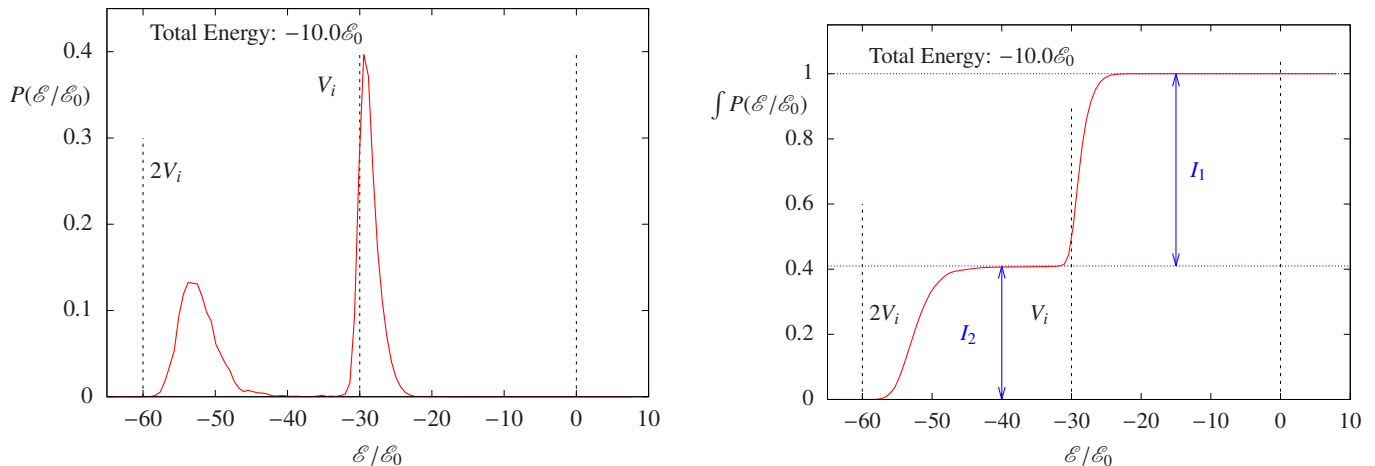 Total Energy: −10.0ℰ₀
0.4
P(ℰ/ℰ₀)
Vᵢ
0.3
0.2
2Vᵢ
0.1
0
−60 −50 −40 −30 −20 −10 0 10
ℰ/ℰ₀
Total Energy: −10.0ℰ₀
1
∫ P(ℰ/ℰ₀)
0.8
I₁
0.6
0.4
2Vᵢ Vᵢ
I₂
0.2
0
−60 −50 −40 −30 −20 −10 0 10
ℰ/ℰ₀